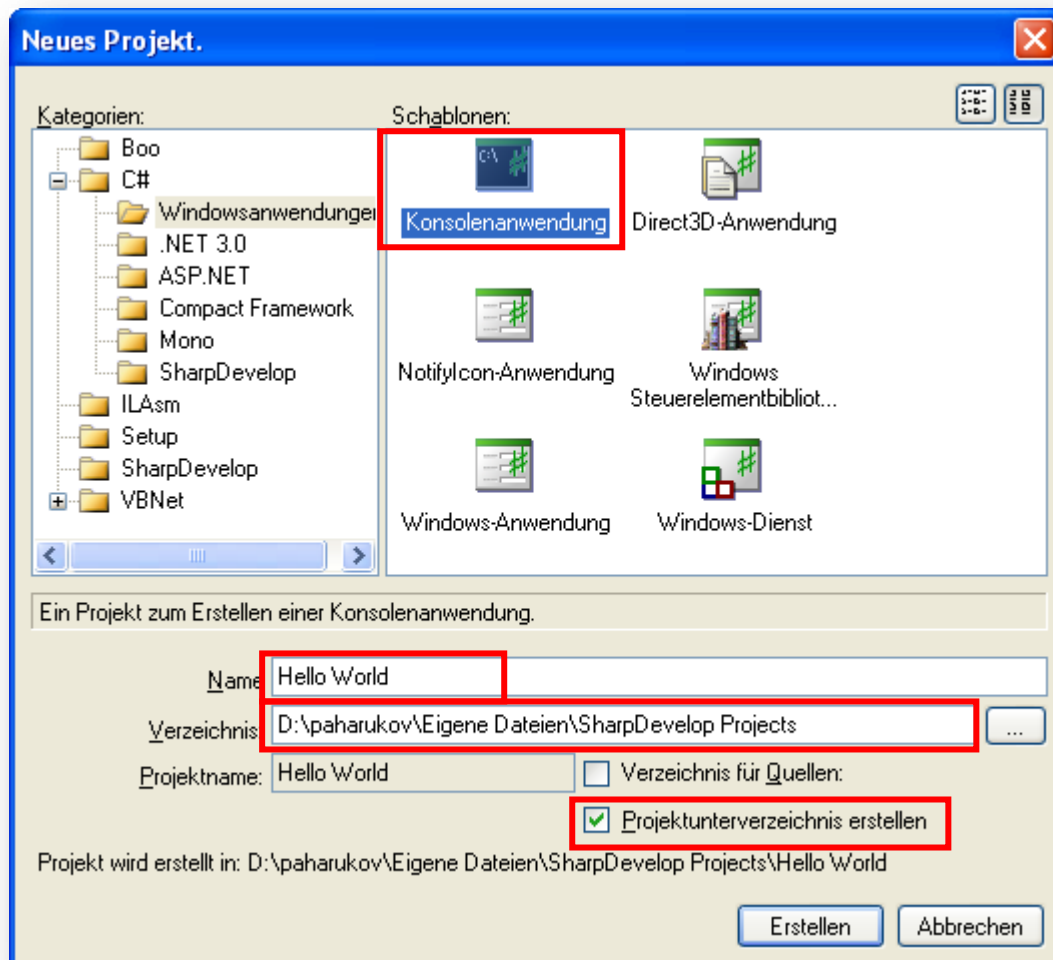 Neues Projekt.
Kategorien:
Schablonen:
Boo
C#
Windowsanwendungen
.NET 3.0
ASP.NET
Compact Framework
Mono
SharpDevelop
ILAsm
Setup
SharpDevelop
VBNet
C:\
Konsolenanwendung
Direct3D-Anwendung
NotifyIcon-Anwendung
Windows
Steuerelementbibliot...
Windows-Anwendung
Windows-Dienst
Ein Projekt zum Erstellen einer Konsolenanwendung.
Name
Hello World
Verzeichnis
D:\paharukov\Eigene Dateien\SharpDevelop Projects
...
Projektname:
Hello World
Verzeichnis für Quellen:
Projektunterverzeichnis erstellen
Projekt wird erstellt in: D:\paharukov\Eigene Dateien\SharpDevelop Projects\Hello World
Erstellen
Abbrechen